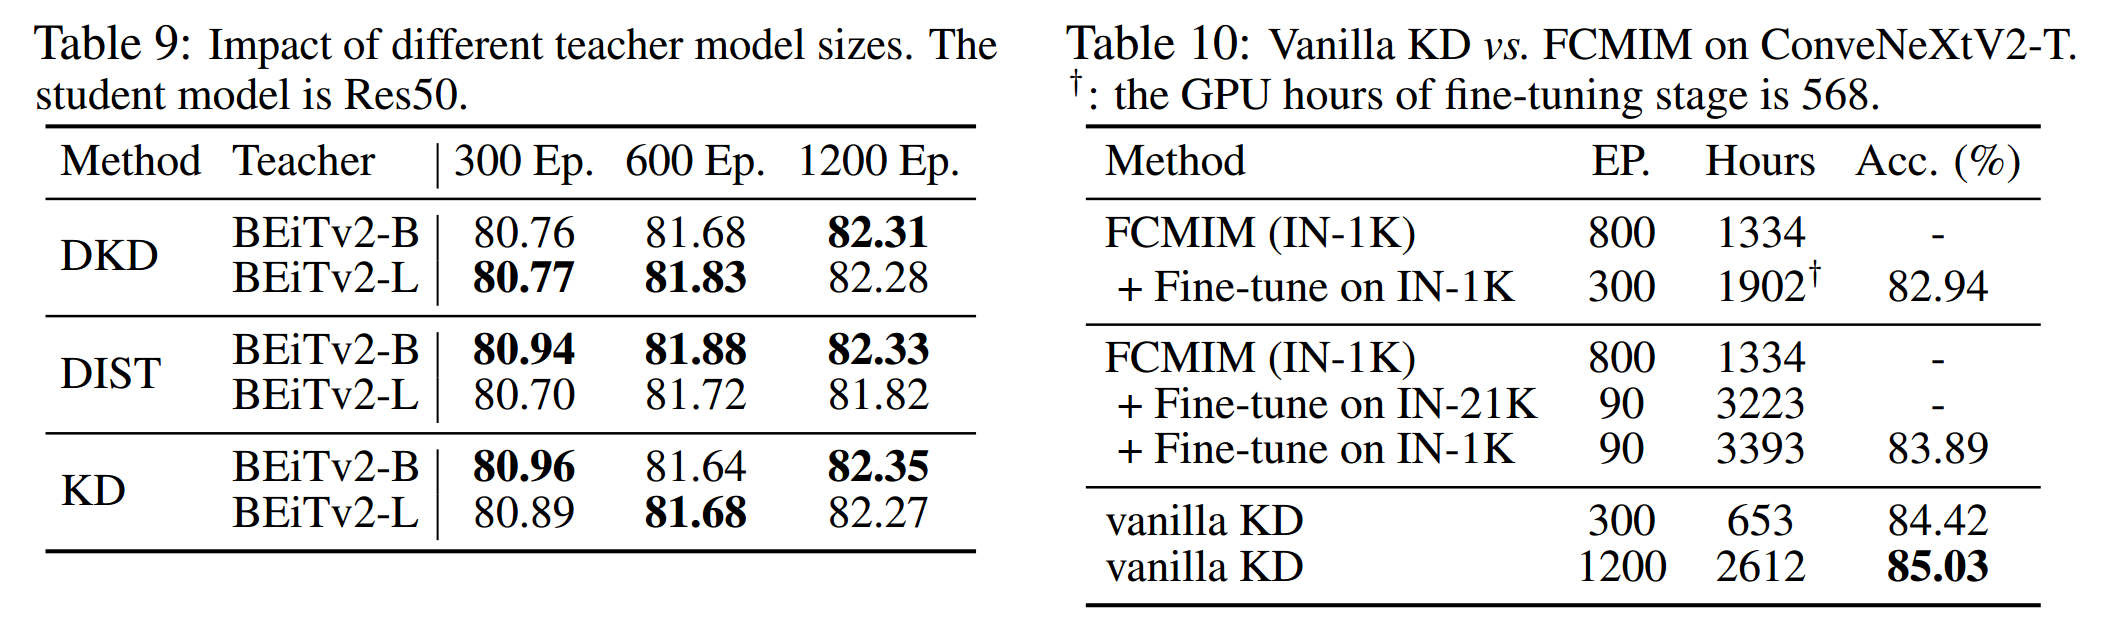 Table 9: Impact of different teacher model sizes. The
student model is Res50.
Method Teacher 300 Ep. 600 Ep. 1200 Ep.
DKD
BEiTv2-B 80.76 81.68 82.31
BEiTv2-L 80.77 81.83 82.28
DIST
BEiTv2-B 80.94 81.88 82.33
BEiTv2-L 80.70 81.72 81.82
KD
BEiTv2-B 80.96 81.64 82.35
BEiTv2-L 80.89 81.68 82.27
Table 10: Vanilla KD vs. FCMIM on ConveNeXtV2-T.
†: the GPU hours of fine-tuning stage is 568.
Method EP. Hours Acc. (%)
FCMIM (IN-1K) 800 1334 -
+ Fine-tune on IN-1K 300 1902† 82.94
FCMIM (IN-1K) 800 1334 -
+ Fine-tune on IN-21K 90 3223 -
+ Fine-tune on IN-1K 90 3393 83.89
vanilla KD 300 653 84.42
vanilla KD 1200 2612 85.03